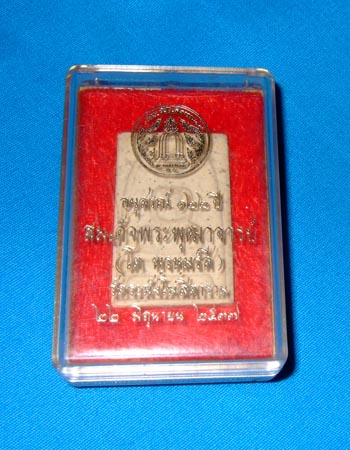 อนุสรณ์ ๑๒๒ ปี
สมเด็จพระพุฒาจารย์
(โต พรหมรังสี)
วัดระฆังโฆสิตาราม
๒๒ มิถุนายน ๒๕๓๗